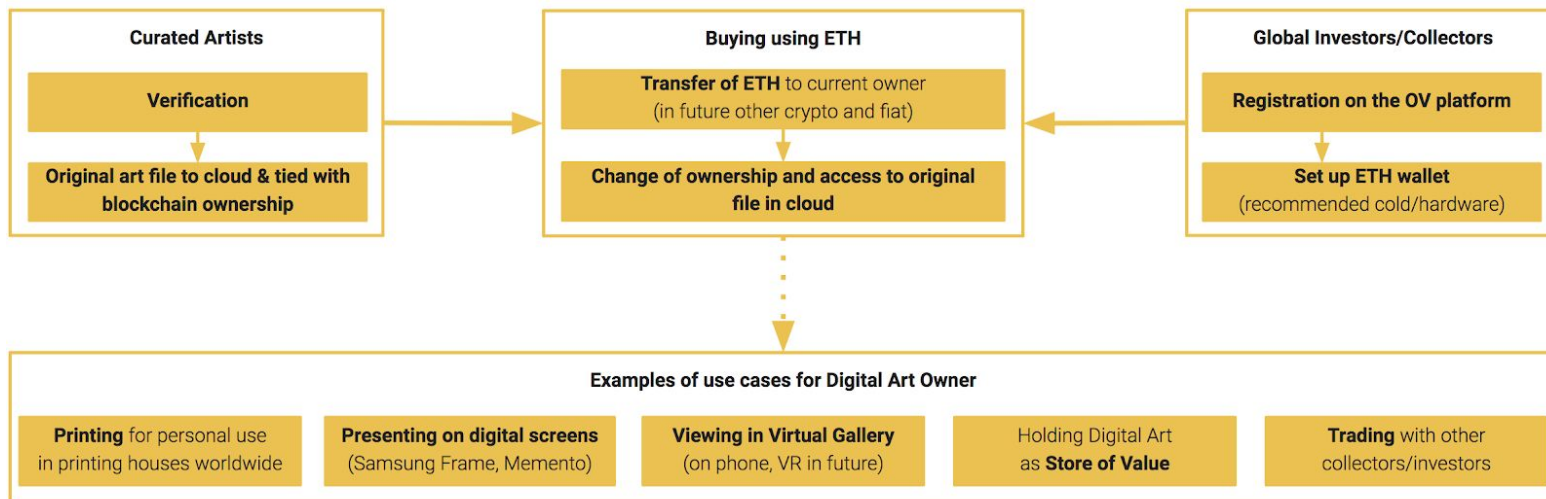 Curated Artists
Verification
Original art file to cloud & tied with
blockchain ownership
Buying using ETH
Transfer of ETH to current owner
(in future other crypto and fiat)
Change of ownership and access to original
file in cloud
Global Investors/Collectors
Registration on the OV platform
Set up ETH wallet
(recommended cold/hardware)
Examples of use cases for Digital Art Owner
Printing for personal use
in printing houses worldwide
Presenting on digital screens
(Samsung Frame, Memento)
Viewing in Virtual Gallery
(on phone, VR in future)
Holding Digital Art
as Store of Value
Trading with other
collectors/investors